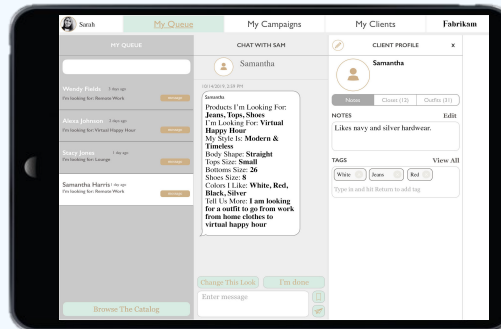 Sarah
My Queue
My Campaigns
My Clients
Fabrikam
MY QUEUE
Wendy Fields
I'm looking for: Remote Work
Alexa Johnson
I'm looking for: Virtual Happy Hour
Stacy Jones
I'm looking for: Lounge
Samantha Harris
I'm looking for: Remote Work
Browse The Catalog
CHAT WITH SAM
Samantha
Samantha
Products I'm Looking For:
Jeans, Tops, Shoes
I'm Looking For: Virtual
Happy Hour
My Style Is: Modern &
Timeless
Body Shape: Straight
Tops Size: Small
Bottoms Size: 26
Shoes Size: 8
Colors I Like: White, Red,
Black, Silver
Tell Us More: I am looking
for a outfit to go from work
from home clothes to
virtual happy hour
Change This Look
I'm done
Enter message
CLIENT PROFILE
x
Samantha
Notes
Closet (12)
Outfits (31)
NOTES
Edit
Likes navy and silver hardwear.
TAGS
View All
White
Jeans
Red
Type in and hit Return to add tag